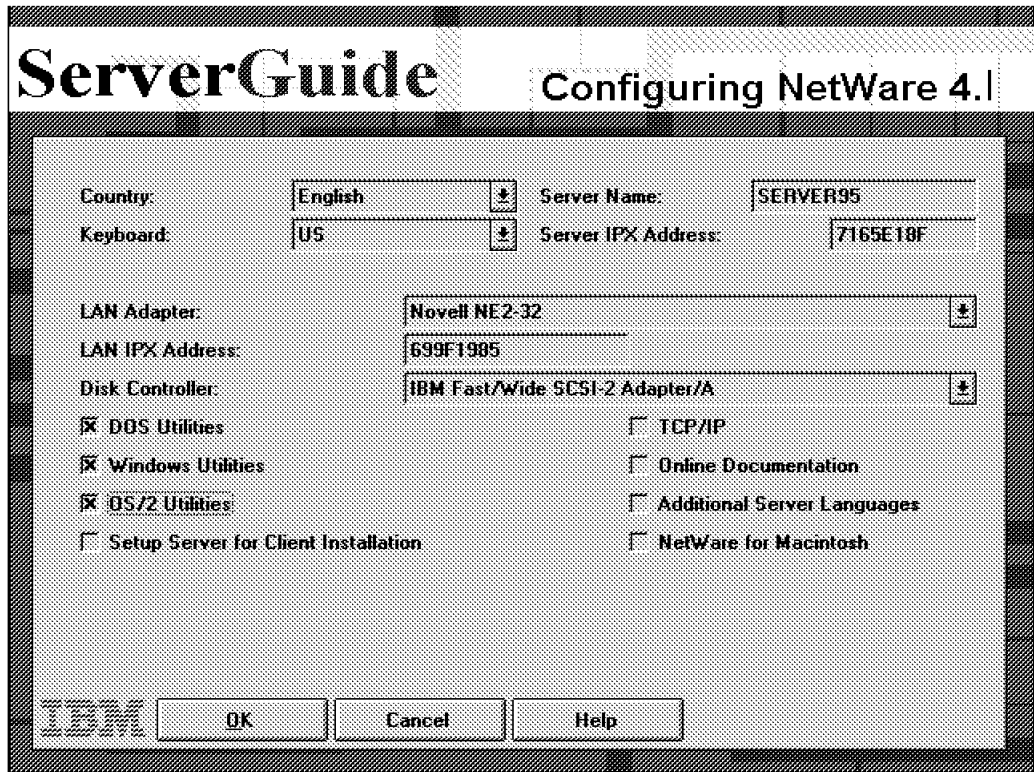 ServerGuide
Configuring NetWare 4.1
Country: English Server Name: SERVER95
Keyboard: US Server IPX Address: 7165E18F
LAN Adapter: Novell NE2-32
LAN IPX Address: 699F1985
Disk Controller: IBM Fast/Wide SCSI-2 Adapter/A
DOS Utilities TCP/IP
Windows Utilities Online Documentation
OS/2 Utilities Additional Server Languages
Setup Server for Client Installation NetWare for Macintosh
IBM OK Cancel Help